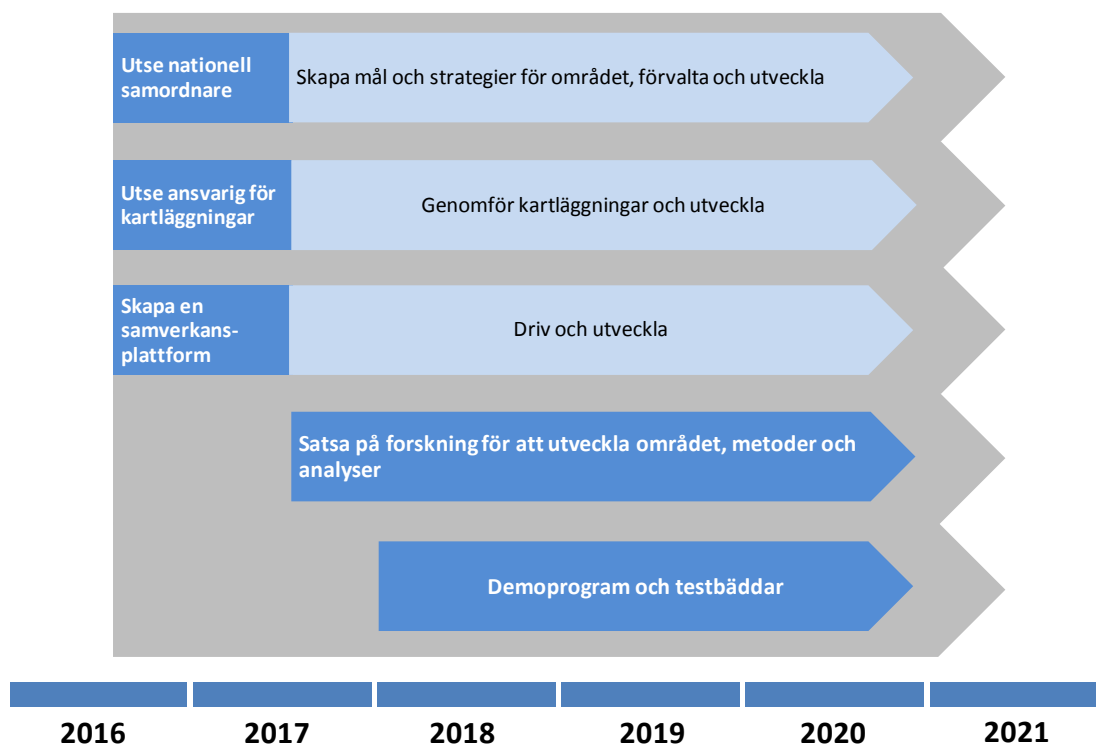 Utse nationell
samordnare
Skapa mål och strategier för området, förvalta och utveckla
Utse ansvarig för
kartläggningar
Genomför kartläggningar och utveckla
Skapa en
samverkans-
plattform
Driv och utveckla
Satsa på forskning för att utveckla området, metoder och
analyser
Demoprogram och testbäddar
2016 2017 2018 2019 2020 2021